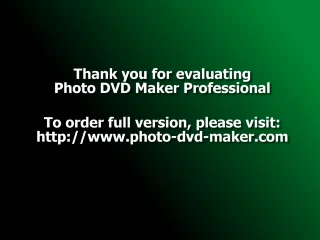 Thank you for evaluating
Photo DVD Maker Professional
To order full version, please visit:
http://www.photo-dvd-maker.com